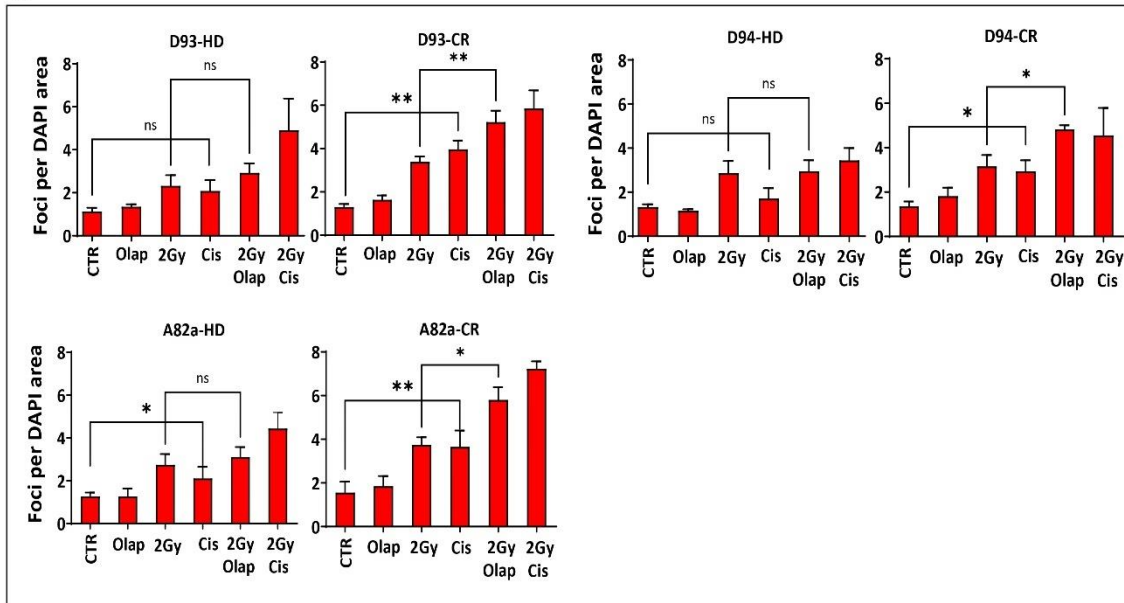 D93-HD
Foci per DAPI area
8
6
4
2
0
ns
ns
CTR
Olap
2Gy
Cis
2Gy
Olap
2Gy
Cis
D93-CR
8
6
4
2
0
**
**
CTR
Olap
2Gy
Cis
2Gy
Olap
2Gy
Cis
D94-HD
Foci per DAPI area
8
6
4
2
0
ns
ns
CTR
Olap
2Gy
Cis
2Gy
Olap
2Gy
Cis
D94-CR
8
6
4
2
0
*
*
CTR
Olap
2Gy
Cis
2Gy
Olap
2Gy
Cis
A82a-HD
Foci per DAPI area
8
6
4
2
0
ns
*
CTR
Olap
2Gy
Cis
2Gy
Olap
2Gy
Cis
A82a-CR
8
6
4
2
0
*
**
CTR
Olap
2Gy
Cis
2Gy
Olap
2Gy
Cis